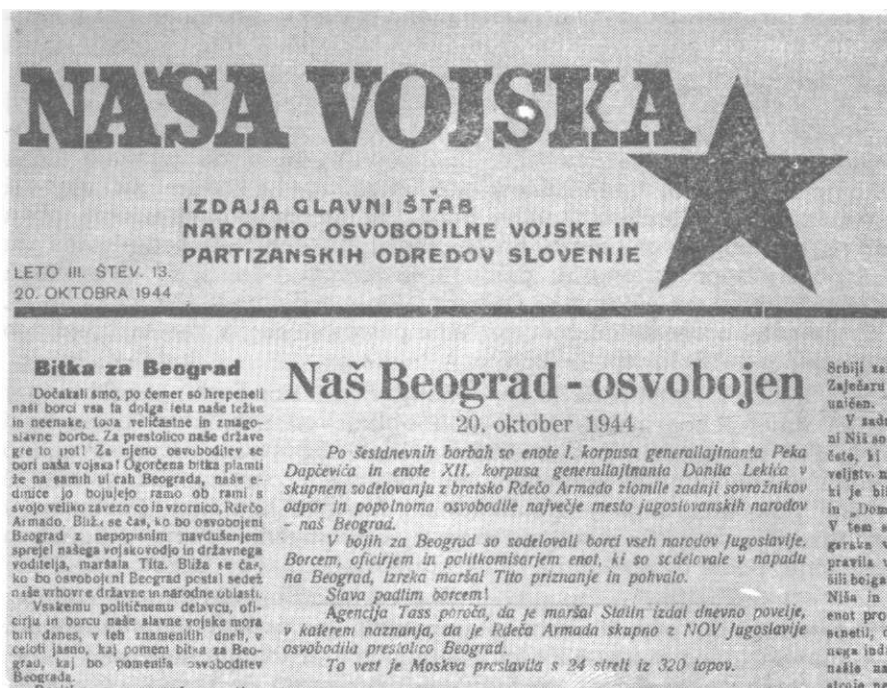 NAŠA VOJSKA
IZDAJA GLAVNI ŠTAB
NARODNO OSVOBODILNE VOJSKE IN
PARTIZANSKIH ODREDOV SLOVENIJE
LETO III. ŠTEV. 13.
20. OKTOBRA 1944
Bitka za Beograd
Dočakali smo, po čemer so hrepeneli
naši borci vsa ta dolga leta naše težke
in neenake, toda veličastne in zmago-
slavne borbe. Za prestolico naše države
gre to pot! Za njeno osvoboditev se
bori naša vojska! Ogorčena bitka plamti
že na samih ulicah Beograda, naše e-
dinice jo bojujejo ramo ob rami s
svojo veliko zaveznico in vzornico, Rdečo
Armado. Bliža se čas, ko bo osvobojeni
Beograd z nepopisnim navdušenjem
sprejel našega vojskovodjo in državnega
voditelja, maršala Tita. Bliža se čas,
ko bo osvobojeni Beograd postal sedež
naše vrhovne državne in narodne oblasti.
Vsakemu političnemu delavcu, ofi-
cirju in borcu naše slavne vojske mora
biti danes, v teh znamenitih dneh, v
celoti jasno, kaj pomeni bitka za Beo-
grad, kaj bo pomenila osvoboditev
Beograda.
Naš Beograd - osvobojen
20. oktober 1944
Po šestdnevnih borbah so enote I. korpusa generallajtnanta Peka
Dapčevića in enote XII. korpusa generallajtnanta Danila Lekića v
skupnem sodelovanju z bratsko Rdečo Armado zlomile zadnji sovražnikov
odpor in popolnoma osvobodile največje mesto jugoslovanskih narodov
- naš Beograd.
V bojih za Beograd so sodelovali borci vseh narodov Jugoslavije.
Borcem, oficirjem in politkomisarjem enot, ki so sodelovale v napadu
na Beograd, izreka maršal Tito priznanje in pohvalo.
Slava padlim borcem!
Agencija Tass poroča, da je maršal Stalin izdal dnevno povelje,
v katerem naznanja, da je Rdeča Armada skupno z NOV Jugoslavije
osvobodila prestolico Beograd.
To vest je Moskva proslavila s 24 streli iz 320 topov.
Srbiji
Zaječaru
uničen.
V
ni Niš so
ki
ki je
in
V tem
pravila
Niša in
enot